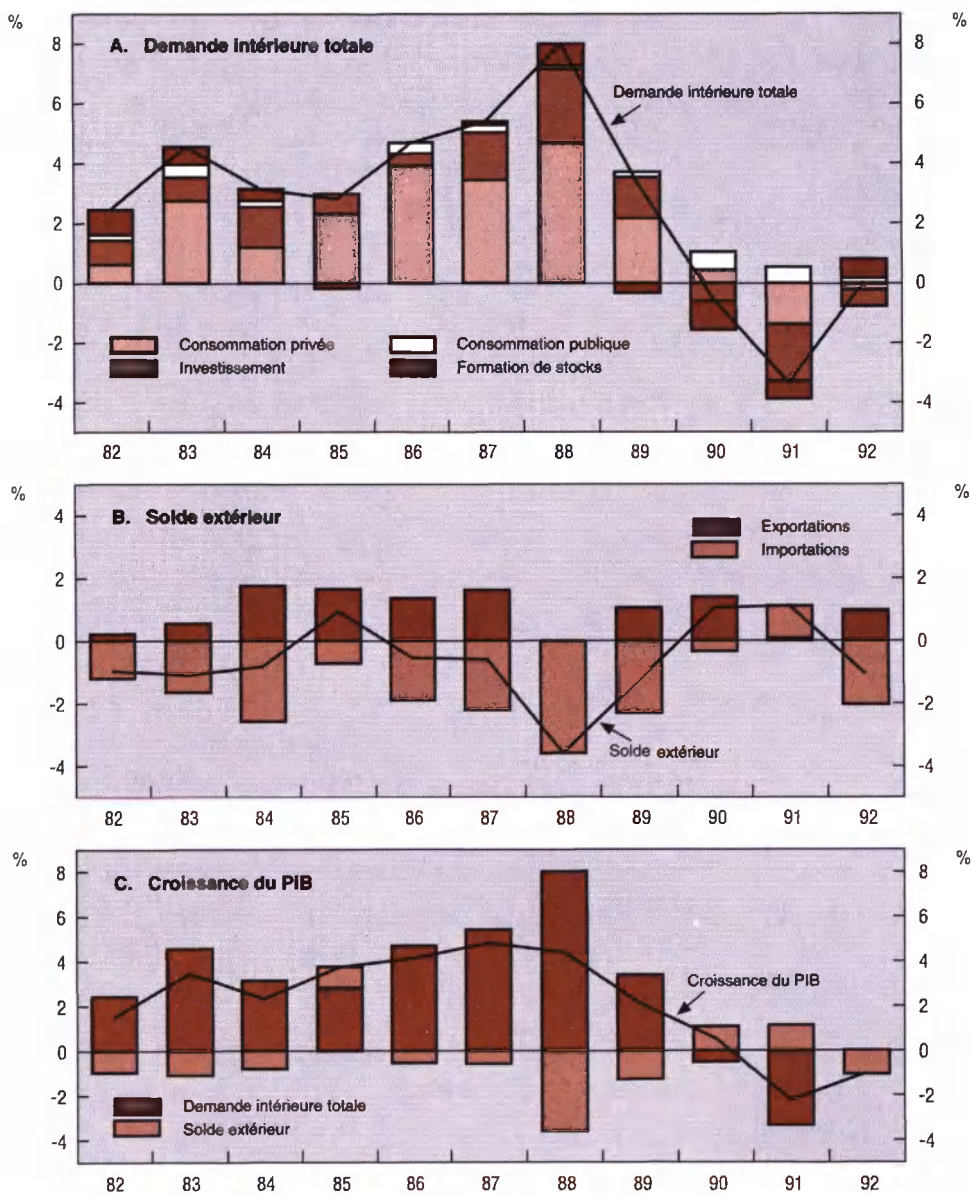 % %
A. Demande intérieure totale
8 8
Demande intérieure totale
6 6
4 4
2 2
0 0
Consommation privée Consommation publique
-2 -2
Investissement Formation de stocks
-4 -4
82 83 84 85 86 87 88 89 90 91 92
% %
B. Solde extérieur
4 4
Exportations
Importations
2 2
0 0
-2 -2
Solde extérieur
-4 -4
82 83 84 85 86 87 88 89 90 91 92
% %
C. Croissance du PIB
8 8
6 6
4 4
Croissance du PIB
2 2
0 0
-2 -2
Demande intérieure totale
Solde extérieur
-4 -4
82 83 84 85 86 87 88 89 90 91 92